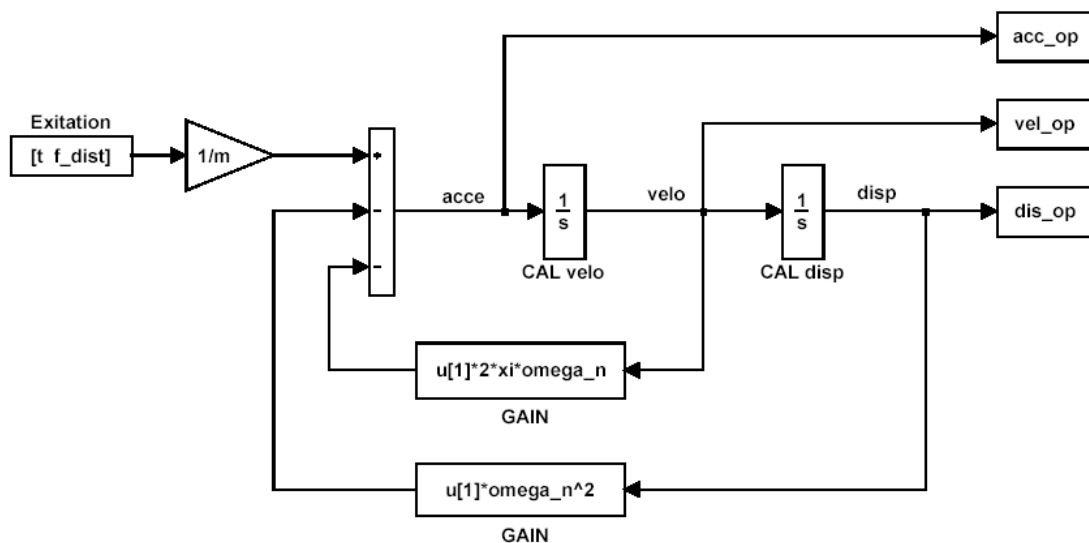 acc_op
Exitation
[t f_dist]
1/m
vel_op
+
-
-
acce
1
s
CAL velo
velo
1
s
CAL disp
disp
dis_op
u[1]*2*xi*omega_n
GAIN
u[1]*omega_n^2
GAIN